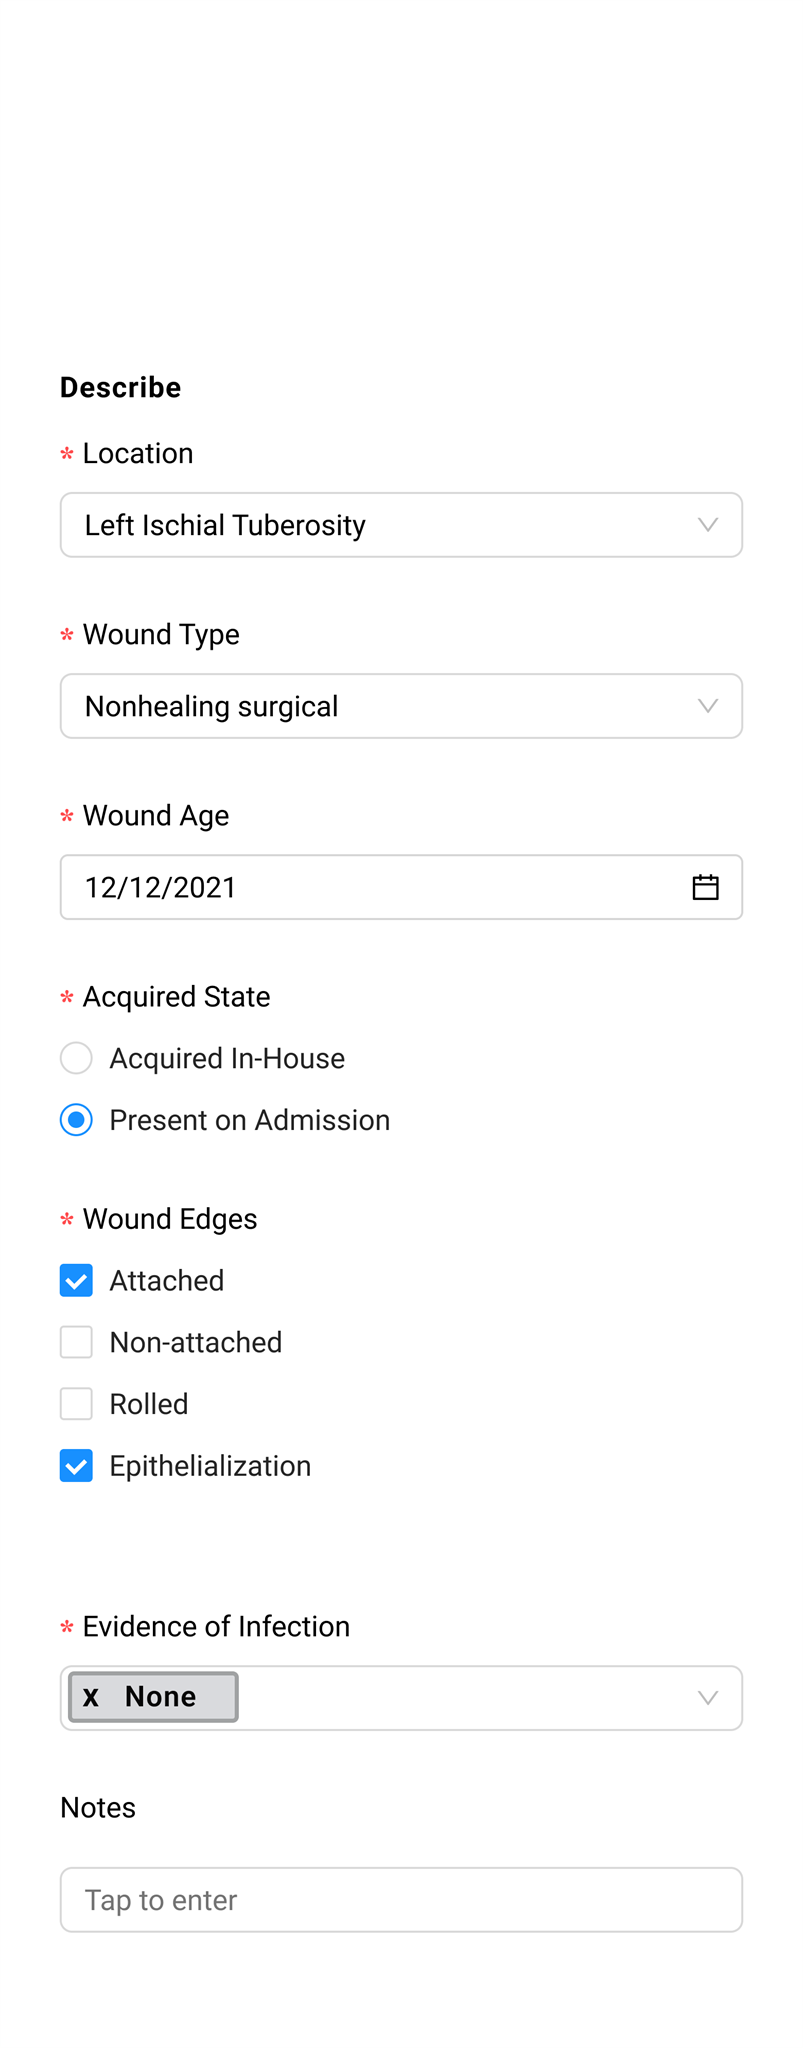 Describe
* Location
Left Ischial Tuberosity
* Wound Type
Nonhealing surgical
* Wound Age
12/12/2021
* Acquired State
Acquired In-House
Present on Admission
* Wound Edges
Attached
Non-attached
Rolled
Epithelialization
* Evidence of Infection
x None
Notes
Tap to enter